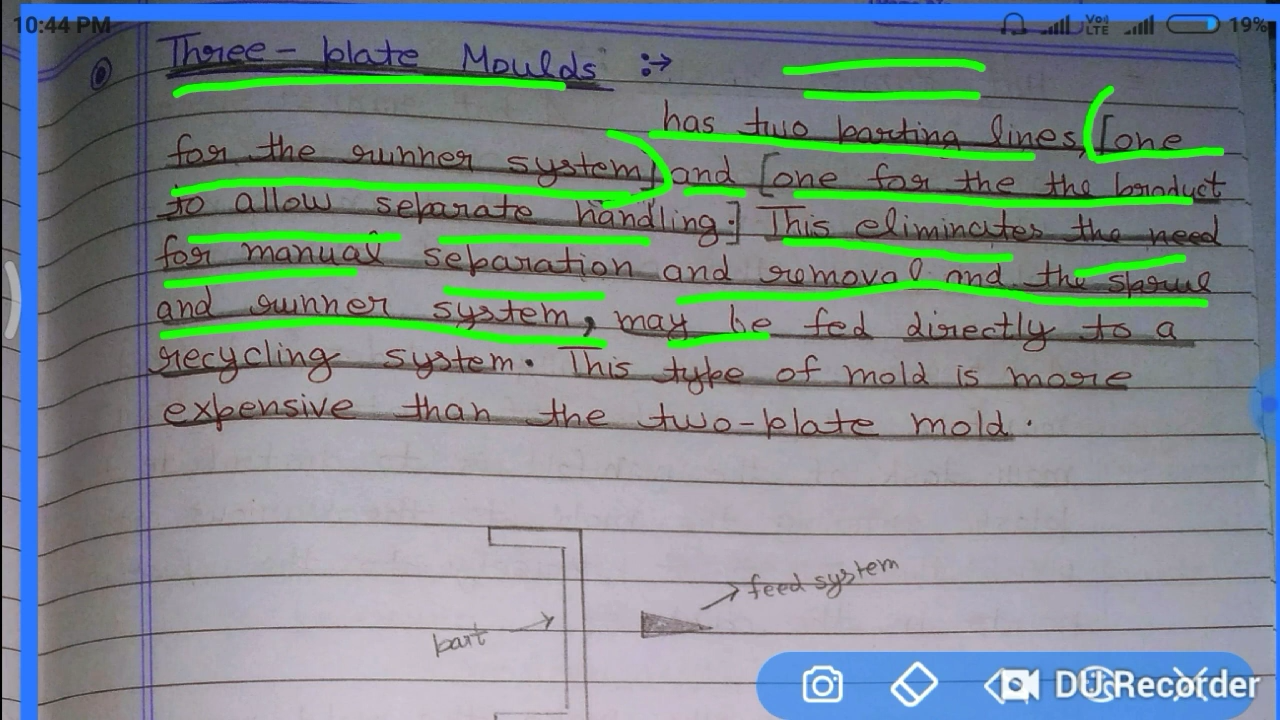 10:44 PM
Vo) LTE
19%
Three-plate Moulds :→
has two parting lines, [one
for the runner system] and [one for the the product
to allow separate handling.] This eliminates the need
for manual separation and removal and the sprue
and runner system, may be fed directly to a
recycling system. This type of mold is more
expensive than the two-plate mold.
feed system
part
DU Recorder